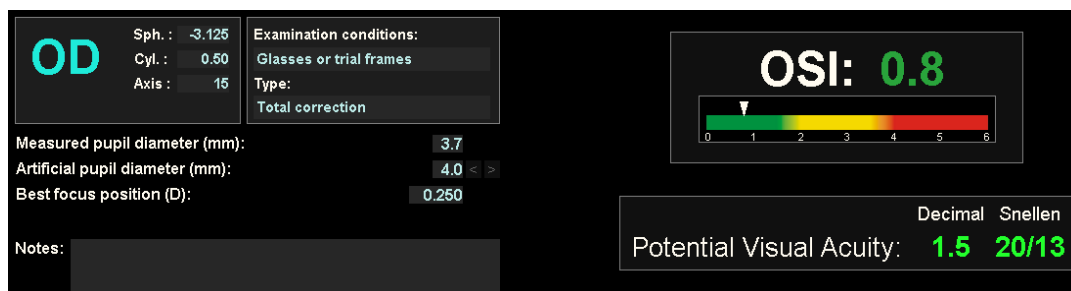 OD
Sph. : -3.125
Cyl. : 0.50
Axis : 15
Examination conditions:
Glasses or trial frames
Type:
Total correction
Measured pupil diameter (mm): 3.7
Artificial pupil diameter (mm): 4.0 < >
Best focus position (D): 0.250
Notes:
OSI: 0.8
0 1 2 3 4 5 6
Decimal Snellen
Potential Visual Acuity: 1.5 20/13